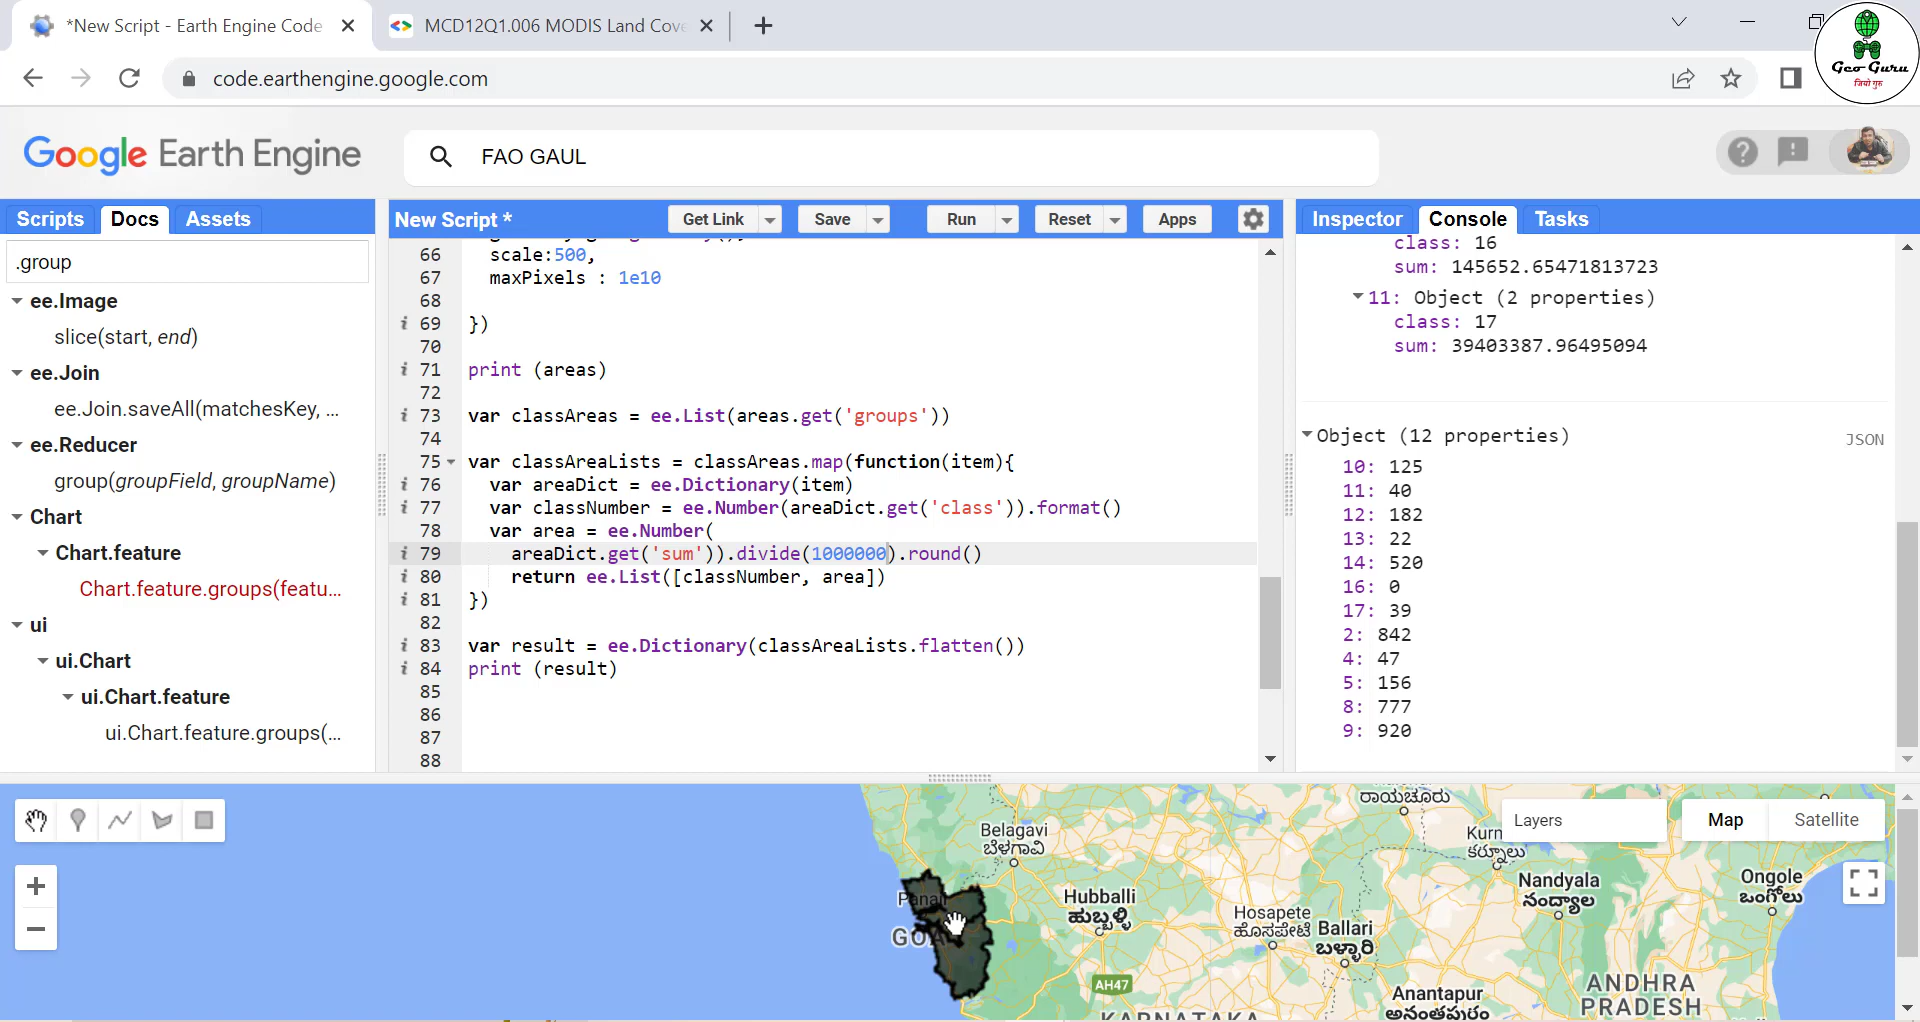 *New Script - Earth Engine Code
MCD12Q1.006 MODIS Land Cove
code.earthengine.google.com
Geo Guru
जियो गुरु
Google Earth Engine
FAO GAUL
Scripts Docs Assets
New Script *
Get Link Save Run Reset Apps
Inspector Console Tasks
.group
ee.Image
slice(start, end)
ee.Join
ee.Join.saveAll(matchesKey, ...
ee.Reducer
group(groupField, groupName)
Chart
Chart.feature
Chart.feature.groups(featu...
ui
ui.Chart
ui.Chart.feature
ui.Chart.feature.groups(...
66 scale:500,
67 maxPixels : 1e10
68
i 69 })
70
i 71 print (areas)
72
i 73 var classAreas = ee.List(areas.get('groups'))
74
75 var classAreaLists = classAreas.map(function(item){
i 76 var areaDict = ee.Dictionary(item)
i 77 var classNumber = ee.Number(areaDict.get('class')).format()
78 var area = ee.Number(
i 79 areaDict.get('sum')).divide(1000000).round()
i 80 return ee.List([classNumber, area])
i 81 })
82
i 83 var result = ee.Dictionary(classAreaLists.flatten())
i 84 print (result)
85
86
87
88
class: 16
sum: 145652.65471813723
11: Object (2 properties)
class: 17
sum: 39403387.96495094
Object (12 properties)
JSON
10: 125
11: 40
12: 182
13: 22
14: 520
16: 0
17: 39
2: 842
4: 47
5: 156
8: 777
9: 920
Layers
Map Satellite
Belagavi
ಬೆಳಗಾವಿ
ರಾಯಚೂರು
Kurn
కర్నూలు
Nandyala
నంద్యాల
Ongole
ఒంగోలు
Hubballi
ಹುಬ್ಬಳ್ಳಿ
Hosapete
ಹೊಸಪೇಟೆ
Ballari
ಬಳ್ಳಾರಿ
Panaji
GOA
AH47
Anantapur
అనంతపురం
ANDHRA
PRADESH
KARNATAKA